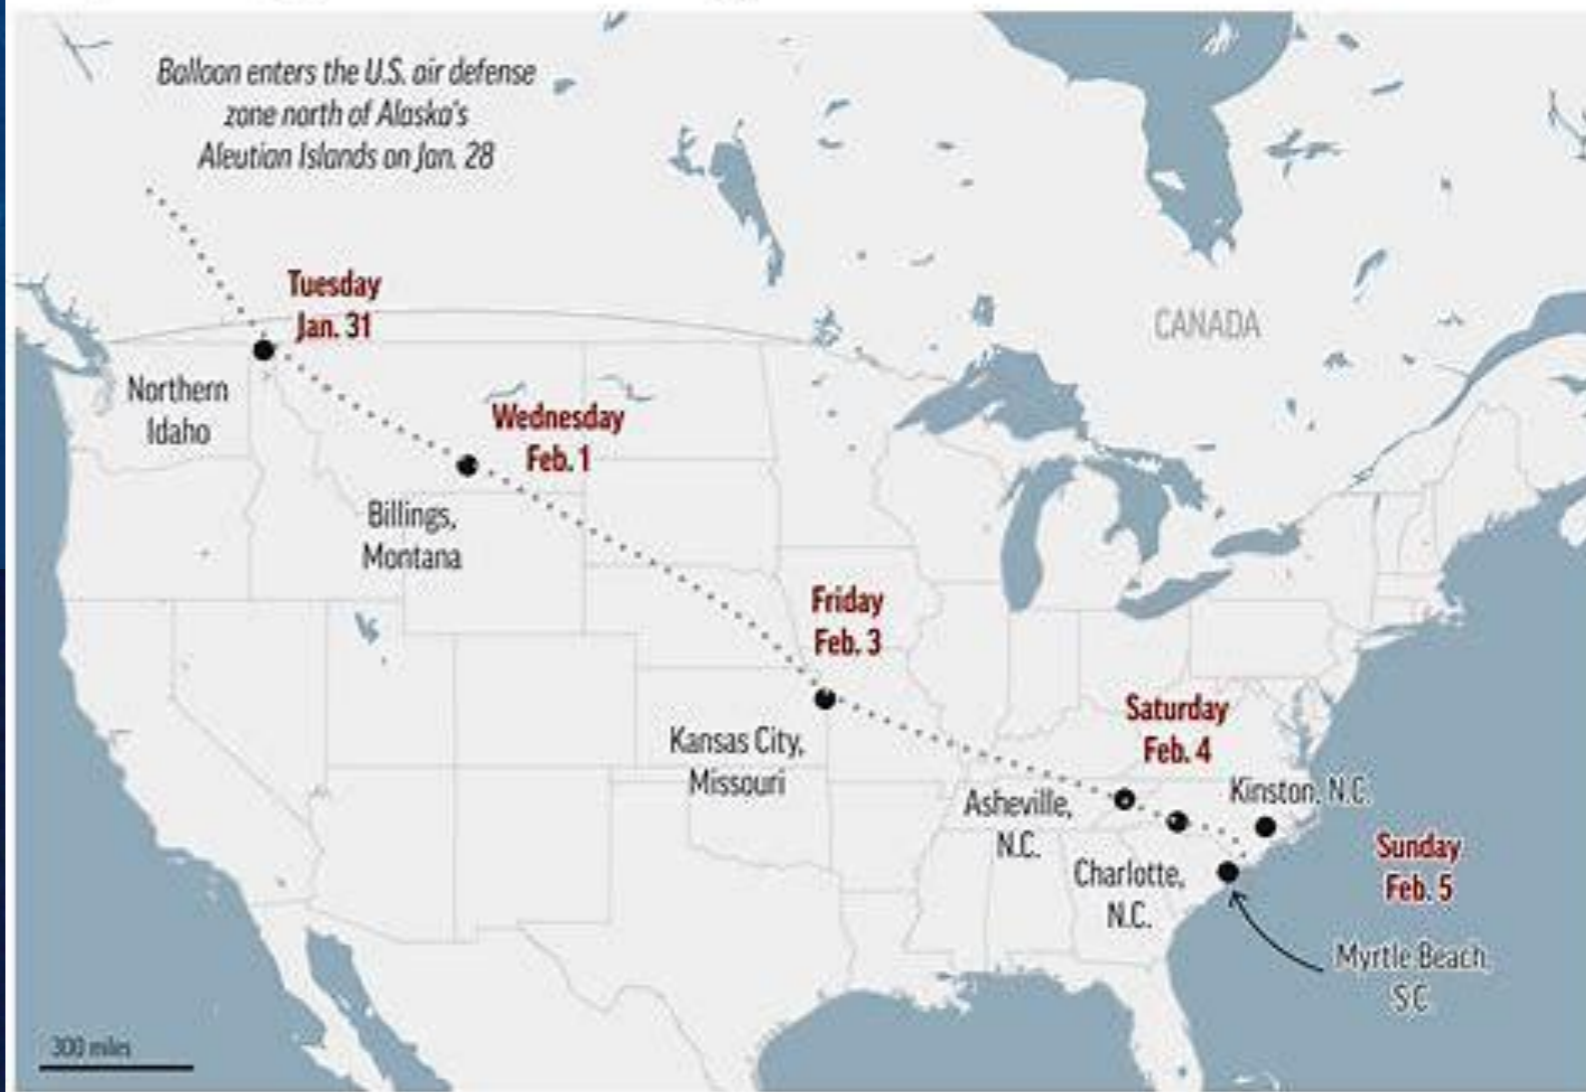 Balloon enters the U.S. air defense
zone north of Alaska's
Aleutian Islands on Jan. 28
Tuesday
Jan. 31
CANADA
Northern
Idaho
Wednesday
Feb. 1
Billings,
Montana
Friday
Feb. 3
Kansas City,
Missouri
Saturday
Feb. 4
Asheville,
N.C.
Kinston, N.C.
Charlotte,
N.C.
Sunday
Feb. 5
Myrtle Beach,
S.C
300 miles